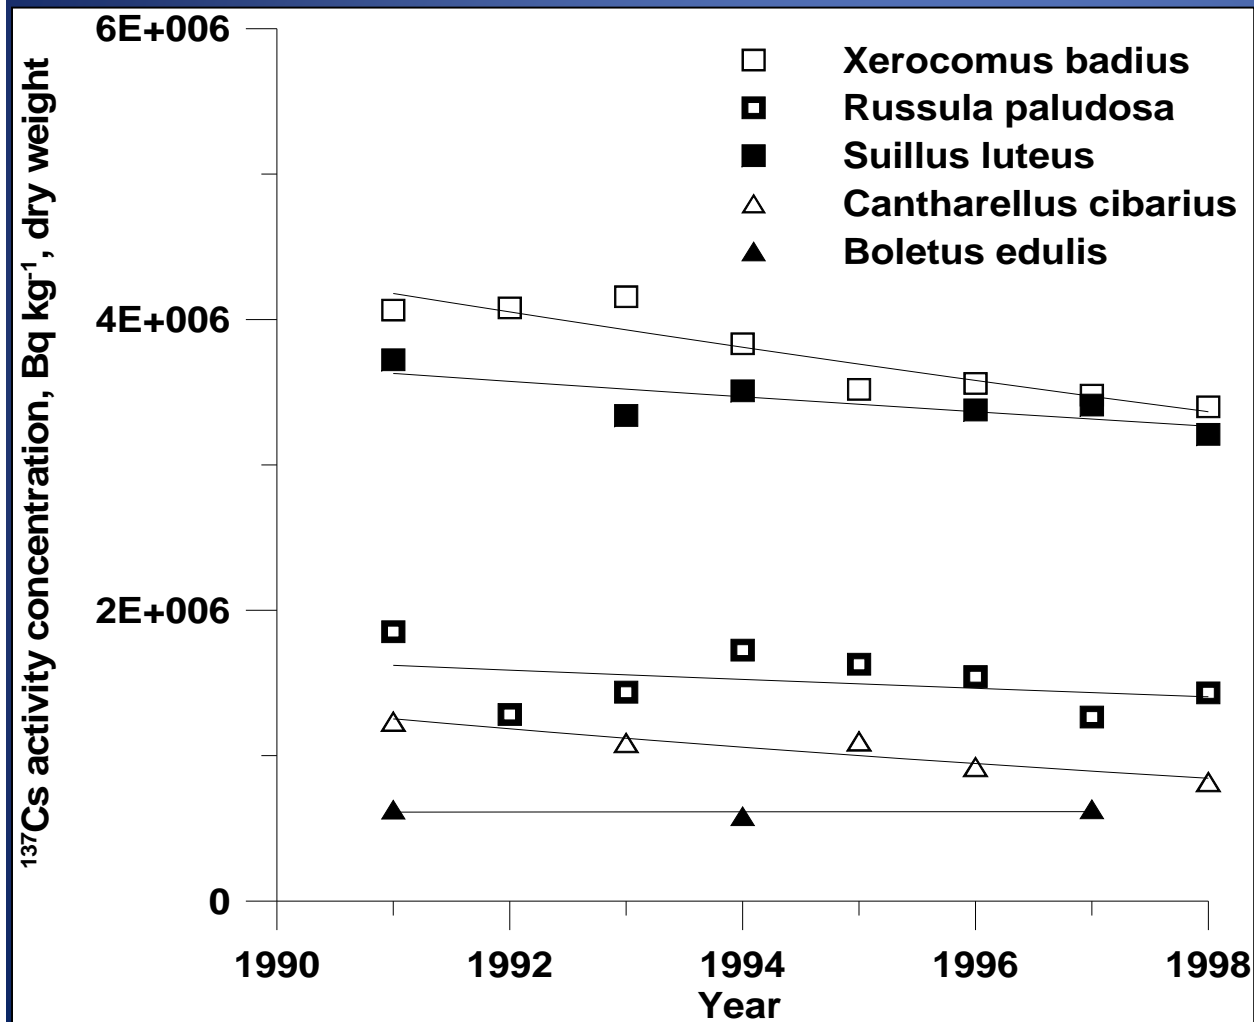 6E+006
4E+006
2E+006
0
¹³⁷Cs activity concentration, Bq kg⁻¹, dry weight
Xerocomus badius
Russula paludosa
Suillus luteus
Cantharellus cibarius
Boletus edulis
1990 1992 1994 1996 1998
Year